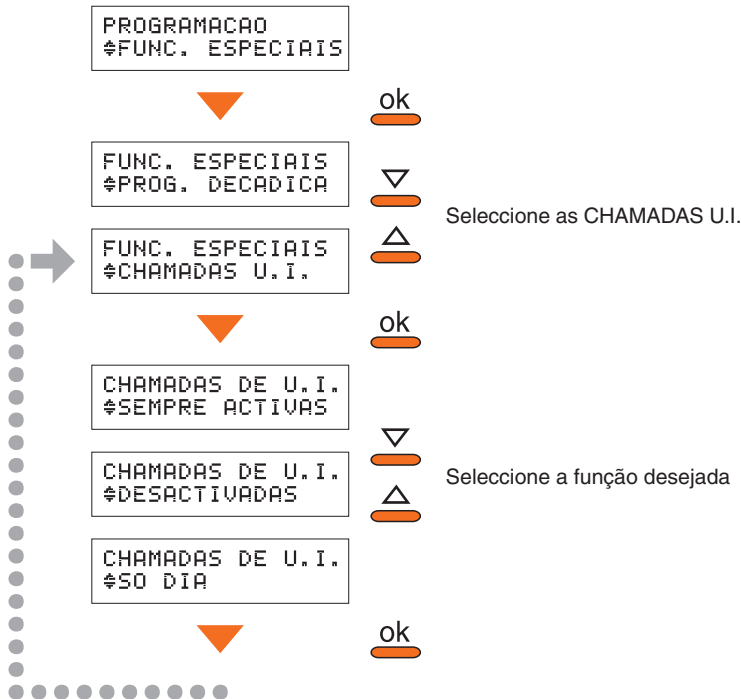 PROGRAMACAO
≑FUNC. ESPECIAIS
ok
FUNC. ESPECIAIS
≑PROG. DECADICA
Seleccione as CHAMADAS U.I.
FUNC. ESPECIAIS
≑CHAMADAS U.I.
ok
CHAMADAS DE U.I.
≑SEMPRE ACTIVAS
CHAMADAS DE U.I.
≑DESACTIVADAS
Seleccione a função desejada
CHAMADAS DE U.I.
≑SO DIA
ok